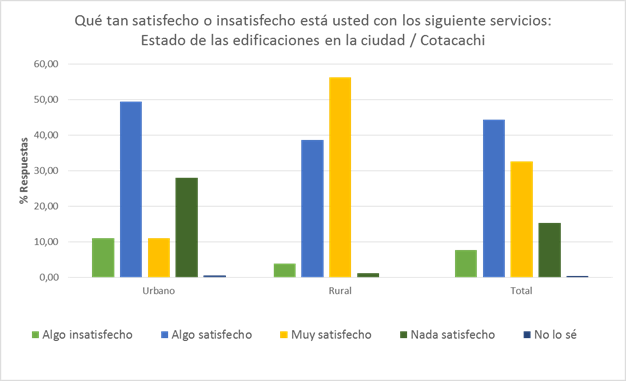 Qué tan satisfecho o insatisfecho está usted con los siguiente servicios:
Estado de las edificaciones en la ciudad / Cotacachi
60,00
50,00
40,00
30,00
20,00
10,00
0,00
% Respuestas
Urbano Rural Total
Algo insatisfecho Algo satisfecho Muy satisfecho Nada satisfecho No lo sé